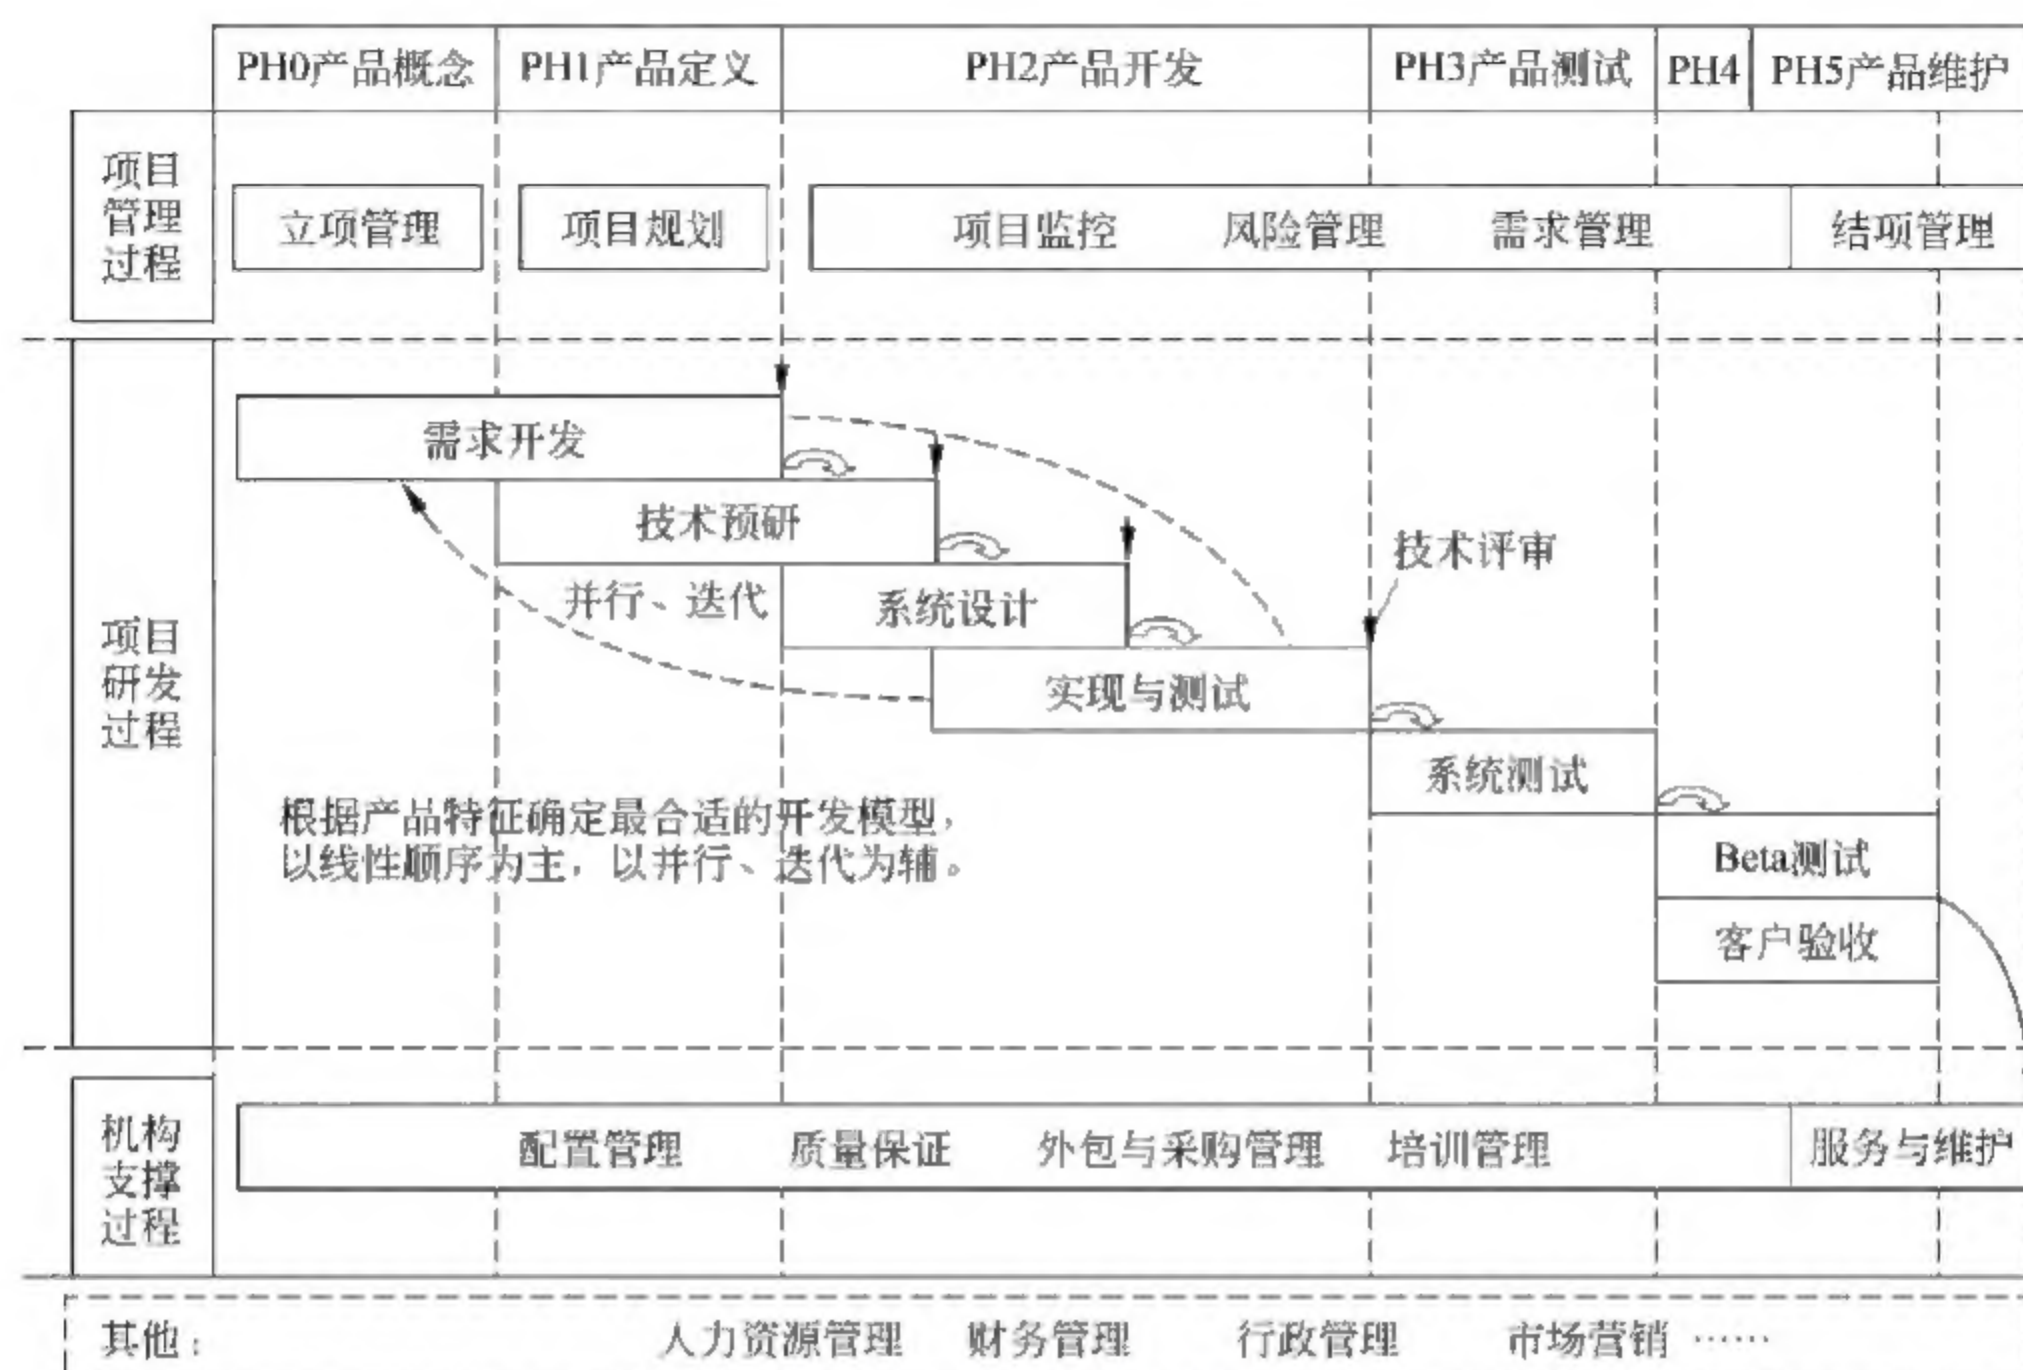 PH0产品概念 PH1产品定义 PH2产品开发 PH3产品测试 PH4 PH5产品维护
项目
管理
过程
立项管理 项目规划 项目监控 风险管理 需求管理 结项管理
项目
研发
过程
需求开发
技术预研
技术评审
并行、迭代
系统设计
实现与测试
系统测试
根据产品特征确定最合适的开发模型,
以线性顺序为主，以并行、迭代为辅。
Beta测试
客户验收
机构
支撑
过程
配置管理 质量保证 外包与采购管理 培训管理 服务与维护
其他： 人力资源管理 财务管理 行政管理 市场营销 ……